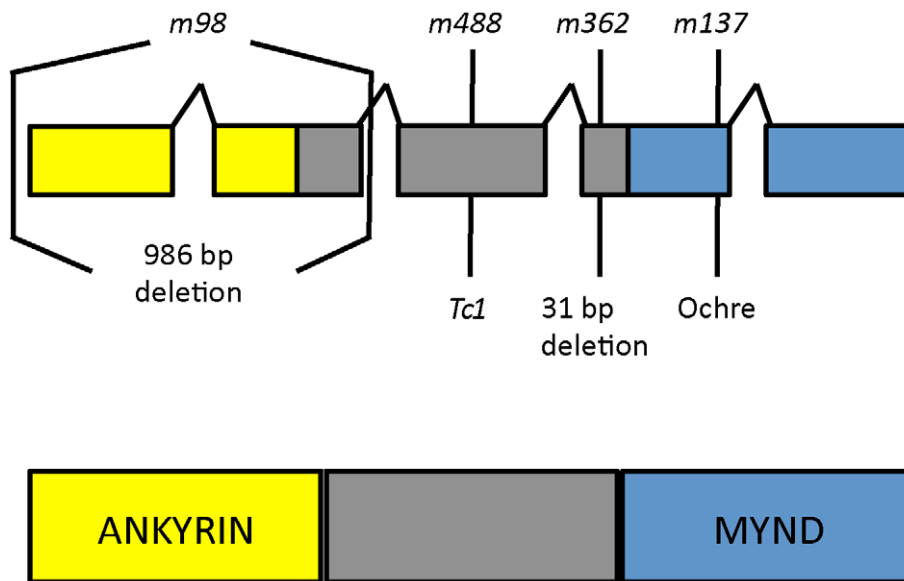 m98 m488 m362 m137
986 bp
deletion
Tc1
31 bp
deletion
Ochre
ANKYRIN MYND